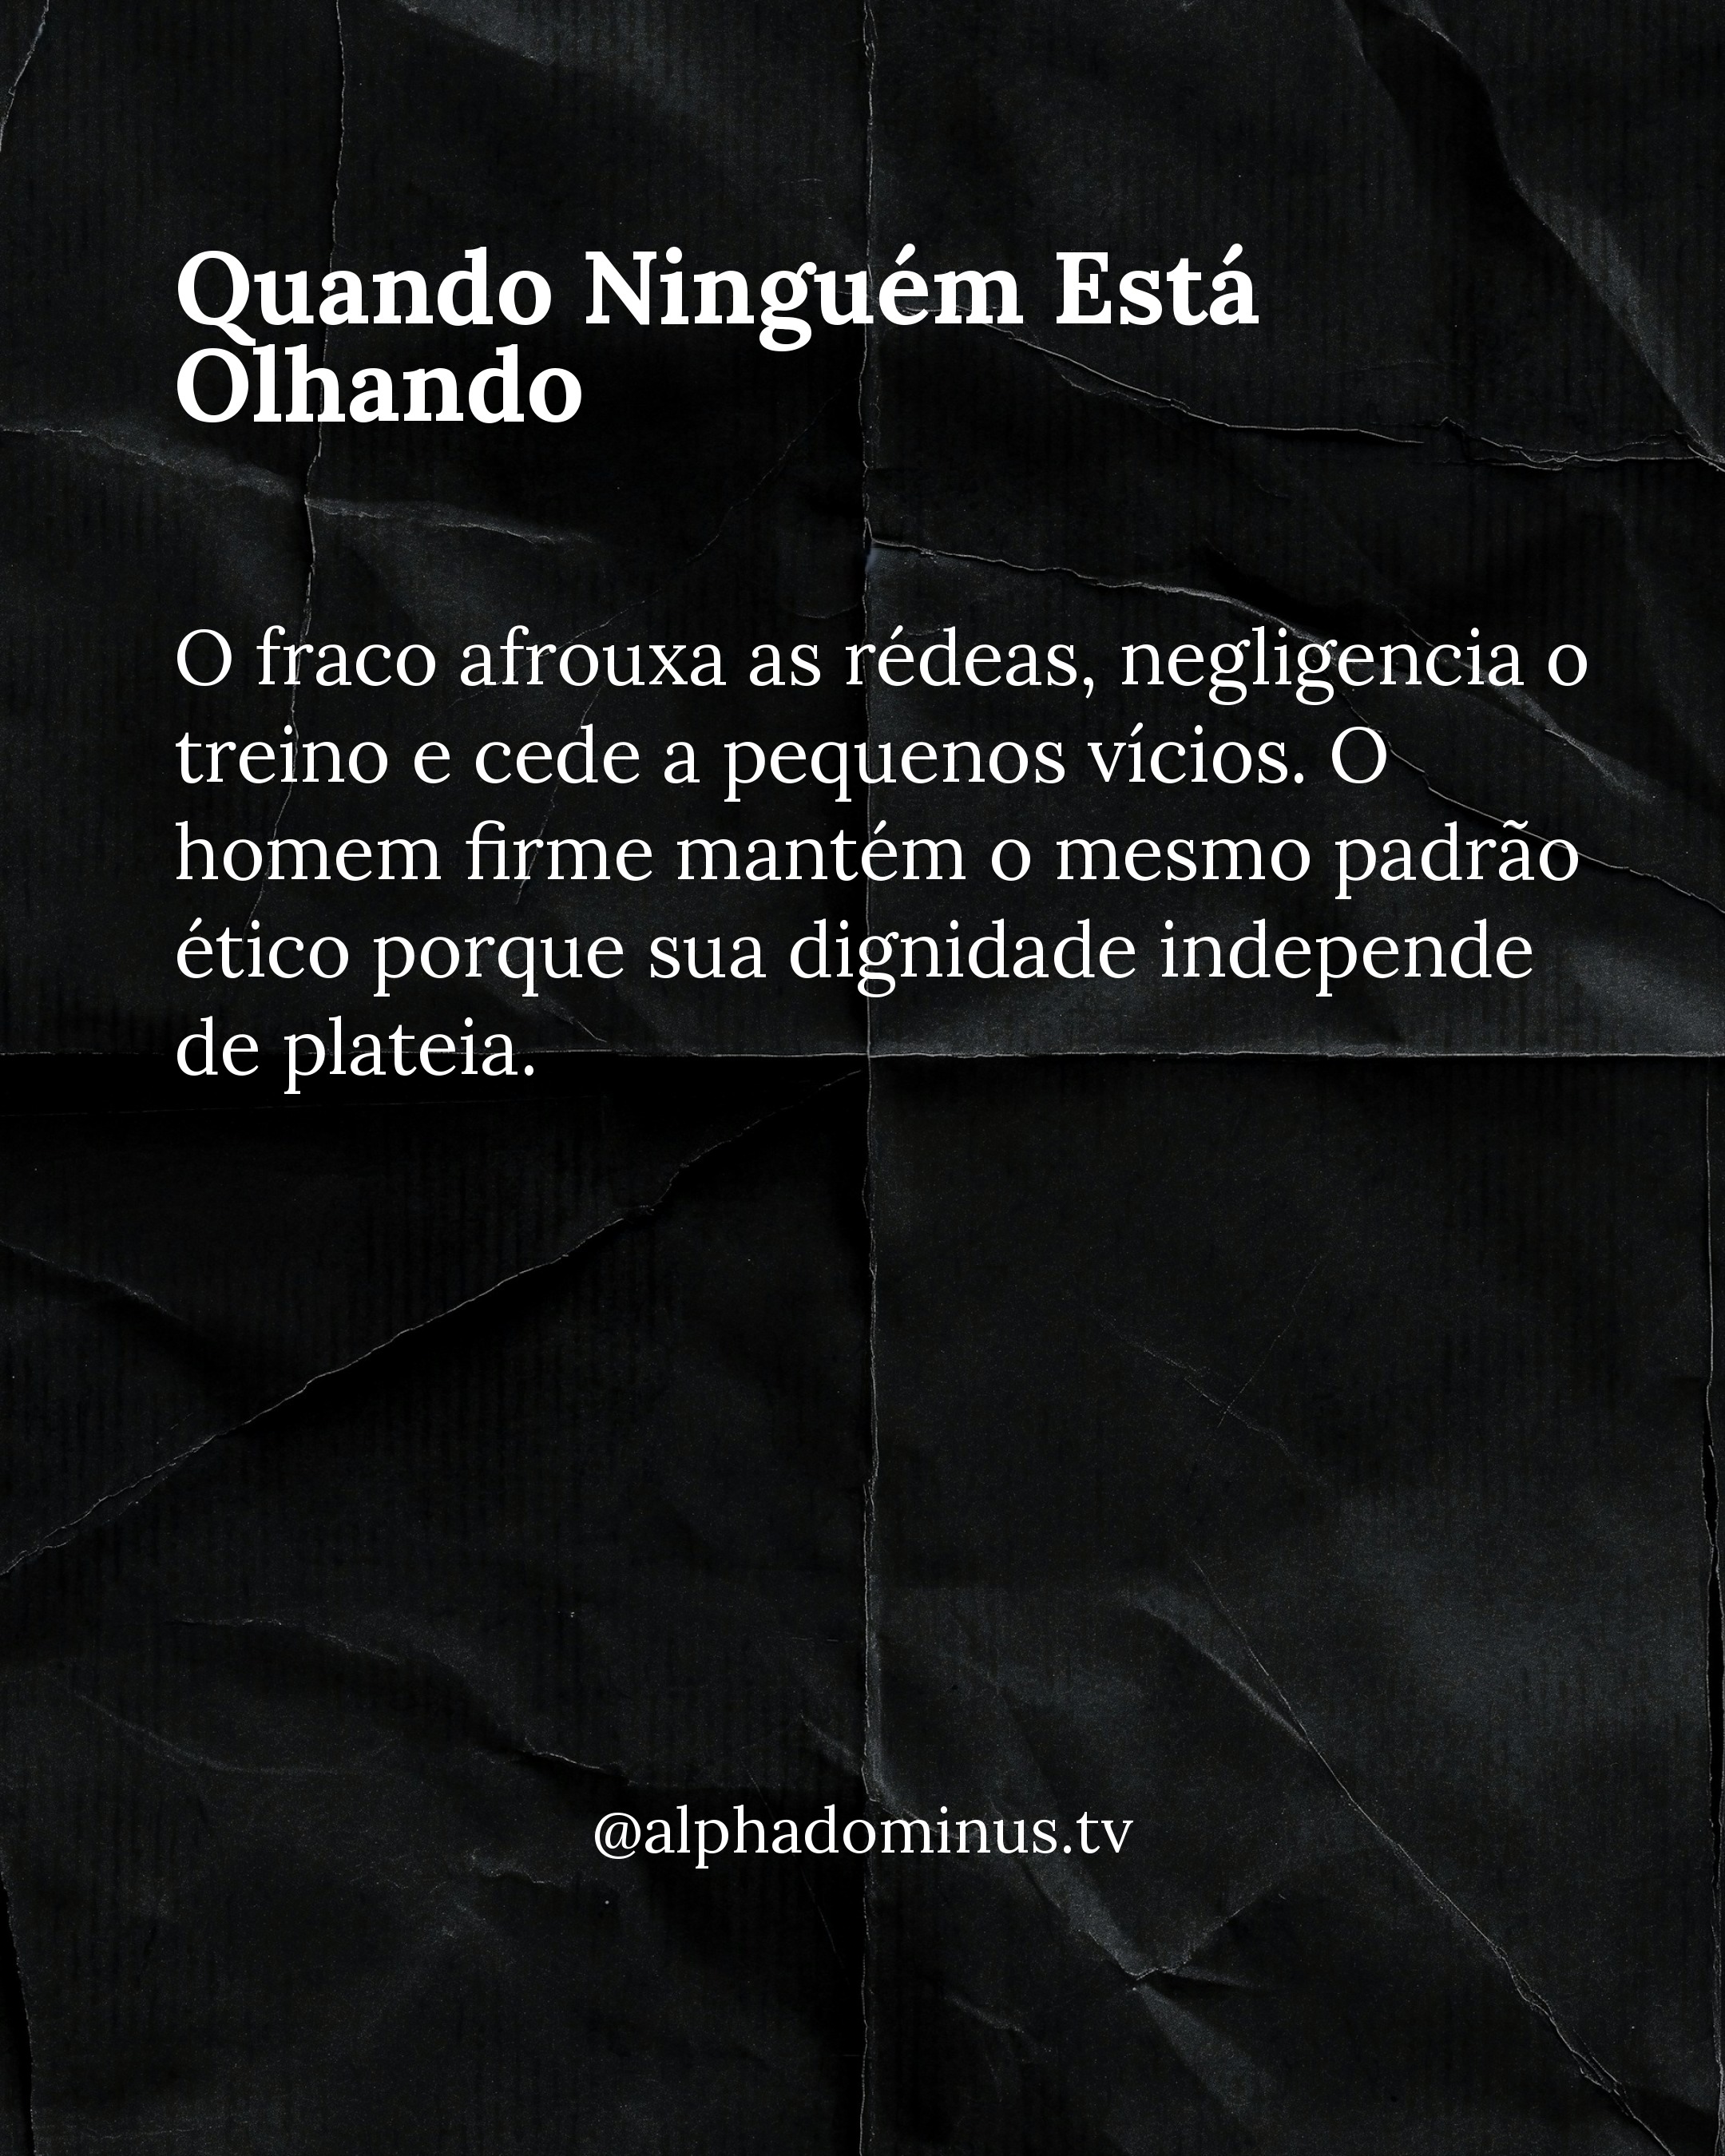 Quando Ninguém Está
Olhando
O fraco afrouxa as rédeas, negligencia o
treino e cede a pequenos vícios. O
homem firme mantém o mesmo padrão
ético porque sua dignidade independe
de plateia.
@alphadominus.tv